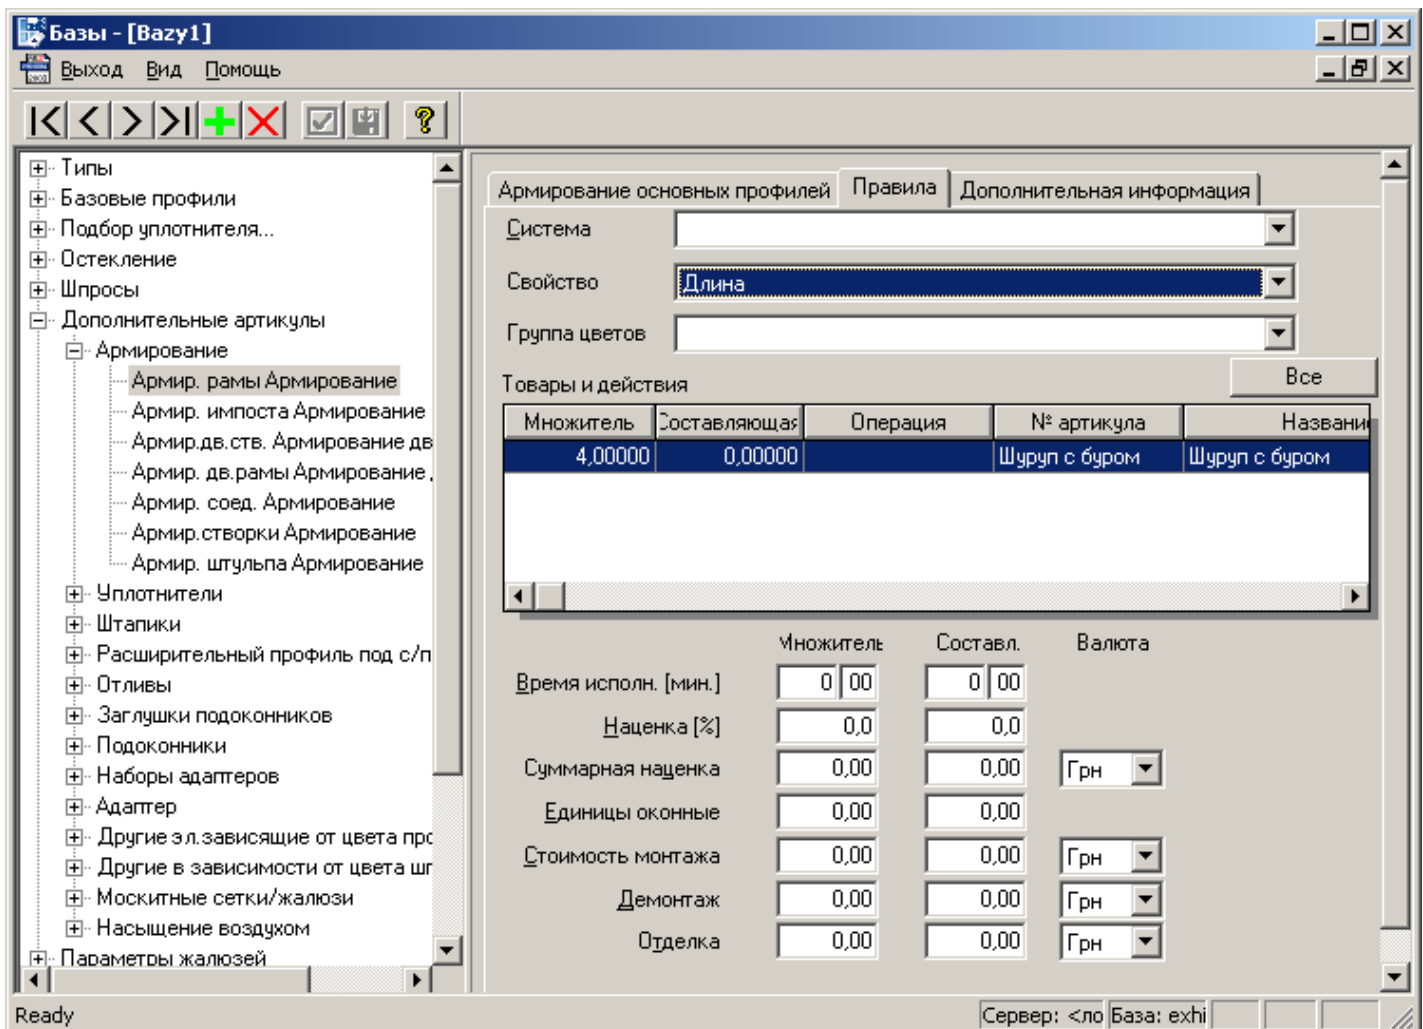 Базы - [Bazy1]
Выход Вид Помощь
Типы
Базовые профили
Подбор уплотнителя...
Остекление
Шпросы
Дополнительные артикулы
Армирование
Армир. рамы Армирование
Армир. импоста Армирование
Армир.дв.ств. Армирование дв
Армир. дв.рамы Армирование
Армир. соед. Армирование
Армир.створки Армирование
Армир. штульпа Армирование
Уплотнители
Штапики
Расширительный профиль под с/п
Отливы
Заглушки подоконников
Подоконники
Наборы адаптеров
Адаптер
Другие эл.зависящие от цвета про
Другие в зависимости от цвета шп
Москитные сетки/жалюзи
Насыщение воздухом
Параметры жалюзей
Армирование основных профилей Правила Дополнительная информация
Система
Свойство Длина
Группа цветов
Товары и действия Все
Множитель Составляющая Операция № артикула Названи
4,00000 0,00000 Шуруп с буром Шуруп с буром
Множитель Составл. Валюта
Время исполн. [мин.] 0 00 0 00
Наценка [%] 0,0 0,0
Суммарная наценка 0,00 0,00 Грн
Единицы оконные 0,00 0,00
Стоимость монтажа 0,00 0,00 Грн
Демонтаж 0,00 0,00 Грн
Отделка 0,00 0,00 Грн
Ready Сервер: <ло База: exhi